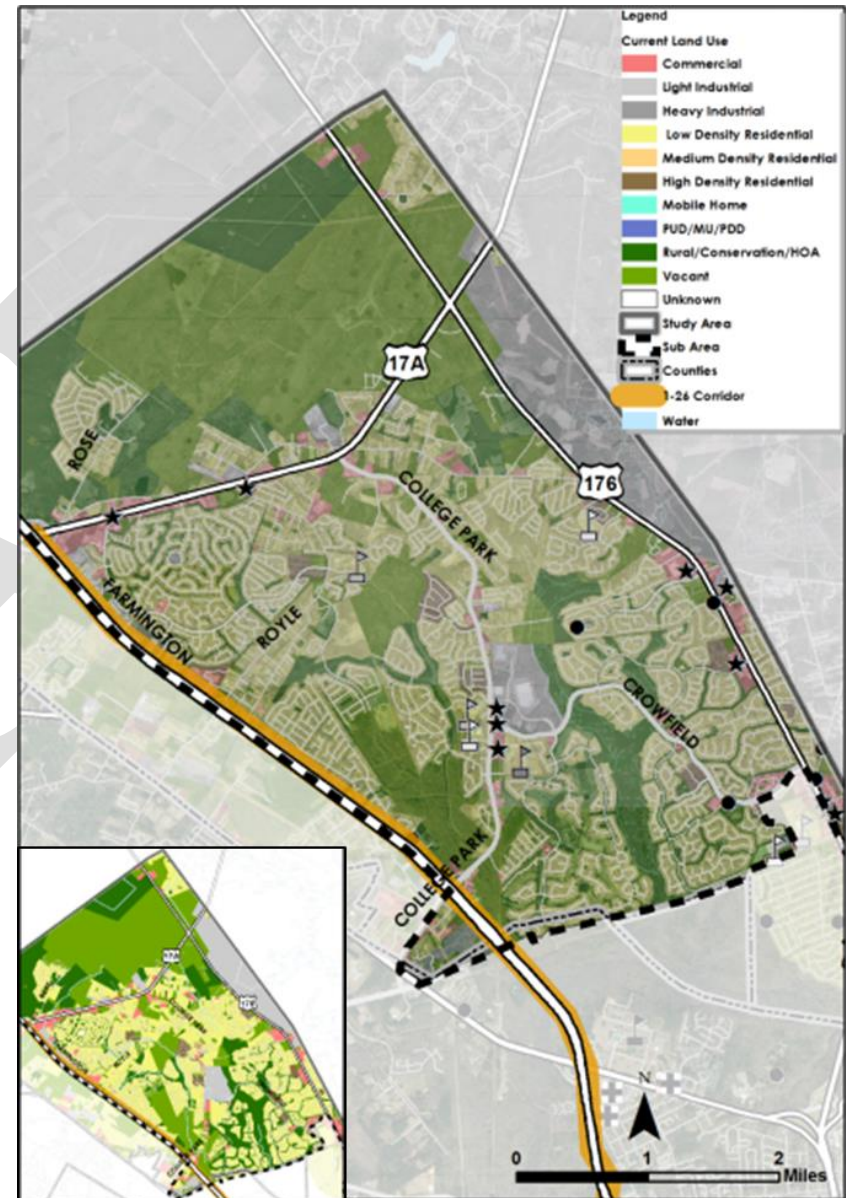 Legend
Current Land Use
Commercial
Light Industrial
Heavy Industrial
Low Density Residential
Medium Density Residential
High Density Residential
Mobile Home
PUD/MU/PDD
Rural/Conservation/HOA
Vacant
Unknown
Study Area
Sub Area
Counties
I-26 Corridor
Water
17A
ROSE
COLLEGE PARK
176
FARMINGTON
ROYLE
CROWFIELD
COLLEGE PARK
N
0 1 2
Miles
17A
176